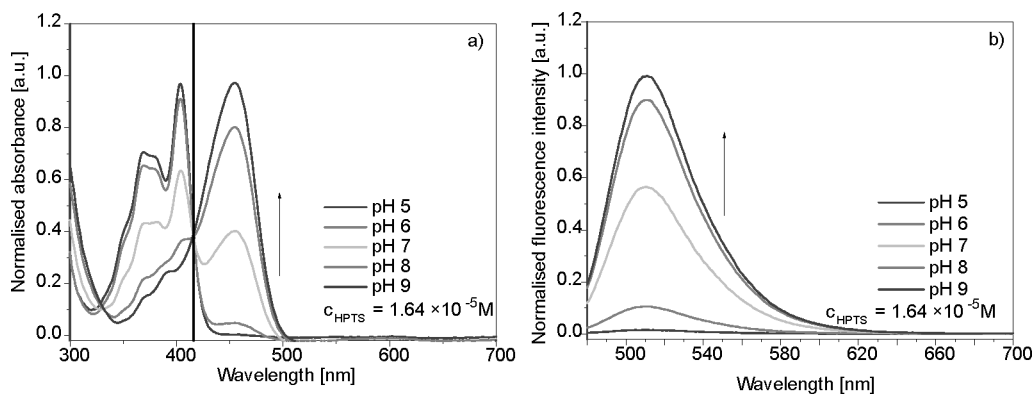 a)
Normalised absorbance [a.u.]
1.2
1.0
0.8
0.6
0.4
0.2
0.0
pH 5
pH 6
pH 7
pH 8
pH 9
cHPTS = 1.64 ×10-5M
300 400 500 600 700
Wavelength [nm]
b)
Normalised fluorescence intensity [a.u.]
1.2
1.0
0.8
0.6
0.4
0.2
0.0
pH 5
pH 6
pH 7
pH 8
pH 9
cHPTS = 1.64 ×10-5M
500 540 580 620 660 700
Wavelength [nm]